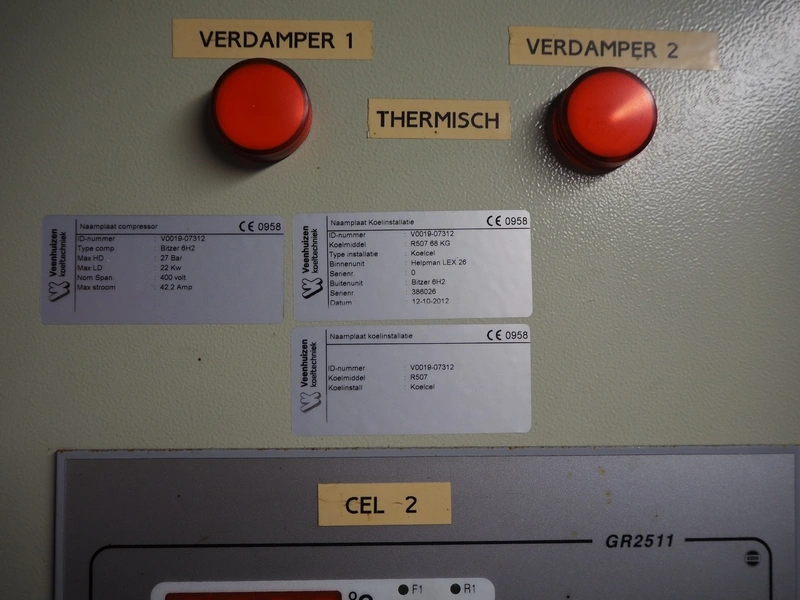 VERDAMPER 1
VERDAMPER 2
THERMISCH
Veenhuizen
koeltechniek
Naamplaat compressor CE 0958
ID-nummer : V0019-07312
Type comp. : Bitzer 6H2
Max HD : 27 Bar
Max LD : 22 Kw
Nom Span. : 400 volt
Max stroom : 42,2 Amp
Veenhuizen
koeltechniek
Naamplaat Koelinstallatie CE 0958
ID-nummer : V0019-07312
Koelmiddel : R507 68 KG
Type installatie : Koelcel
Binnenunit : Helpman LEX 26
Serienr. : 0
Buitenunit : Bitzer 6H2
Serienr. : 386026
Datum : 12-10-2012
Veenhuizen
koeltechniek
Naamplaat koelinstallatie CE 0958
ID-nummer : V0019-07312
Koelmiddel : R507
Koelinstall : Koelcel
CEL 2
GR2511
°C F1 R1